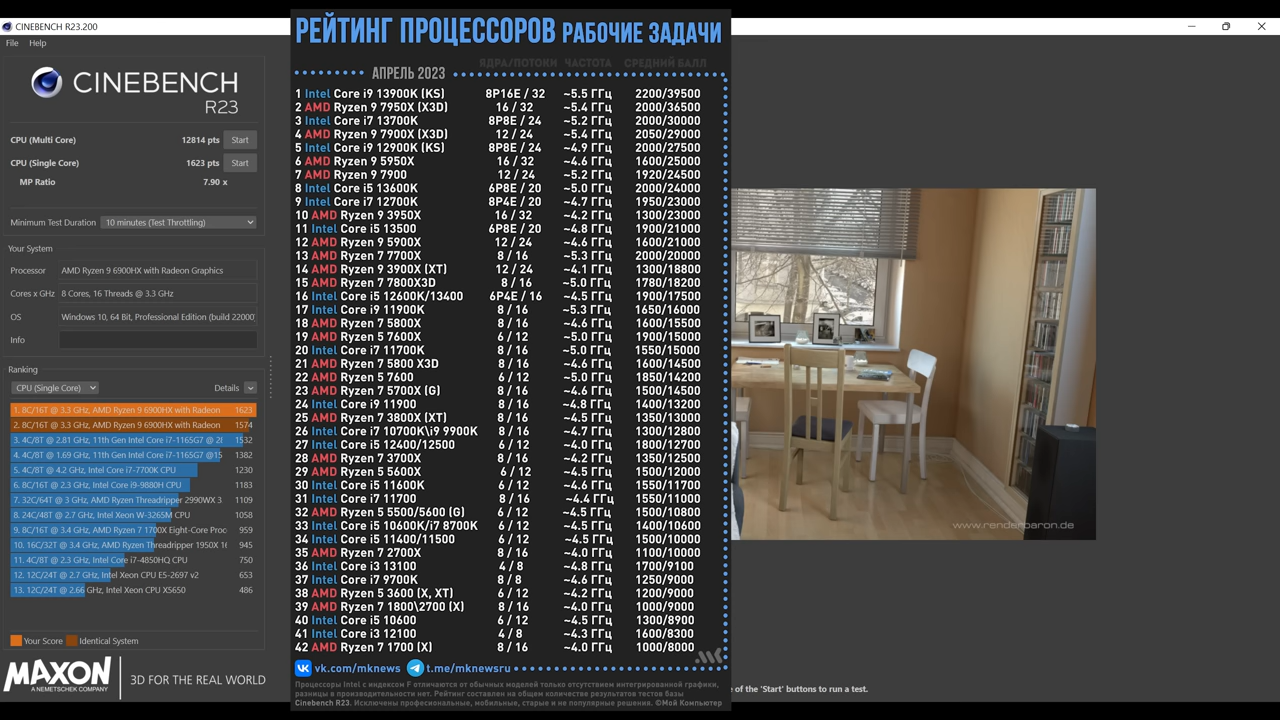 CINEBENCH R23.200
File Help
CINEBENCH
R23
CPU (Multi Core) 12814 pts Start
CPU (Single Core) 1623 pts Start
MP Ratio 7.90 x
Minimum Test Duration 10 minutes (Test Throttling)
Your System
Processor AMD Ryzen 9 6900HX with Radeon Graphics
Cores x GHz 8 Cores, 16 Threads @ 3.3 GHz
OS Windows 10, 64 Bit, Professional Edition (build 22000)
Info
Ranking
CPU (Single Core) Details
1. 8C/16T @ 3.3 GHz, AMD Ryzen 9 6900HX with Radeon 1623
2. 8C/16T @ 3.3 GHz, AMD Ryzen 9 6900HX with Radeon 1574
3. 4C/8T @ 2.81 GHz, 11th Gen Intel Core i7-1165G7 @ 28 1532
4. 4C/8T @ 1.69 GHz, 11th Gen Intel Core i7-1165G7 @15 1382
5. 4C/8T @ 4.2 GHz, Intel Core i7-7700K CPU 1230
6. 8C/16T @ 2.3 GHz, Intel Core i9-9880H CPU 1183
7. 32C/64T @ 3 GHz, AMD Ryzen Threadripper 2990WX 3 1109
8. 24C/48T @ 2.7 GHz, Intel Xeon W-3265M CPU 1058
9. 8C/16T @ 3.4 GHz, AMD Ryzen 7 1700X Eight-Core Proc 959
10. 16C/32T @ 3.4 GHz, AMD Ryzen Threadripper 1950X 16 945
11. 4C/8T @ 2.3 GHz, Intel Core i7-4850HQ CPU 750
12. 12C/24T @ 2.7 GHz, Intel Xeon CPU E5-2697 v2 653
13. 12C/24T @ 2.66 GHz, Intel Xeon CPU X5650 486
Your Score Identical System
MAXON
A NEMETSCHEK COMPANY
3D FOR THE REAL WORLD
РЕЙТИНГ ПРОЦЕССОРОВ РАБОЧИЕ ЗАДАЧИ
ЯДРА/ПОТОКИ ЧАСТОТА СРЕДНИЙ БАЛЛ
АПРЕЛЬ 2023
1 Intel Core i9 13900K (KS) 8P16E / 32 ~5.5 ГГц 2200/39500
2 AMD Ryzen 9 7950X (X3D) 16 / 32 ~5.4 ГГц 2000/36500
3 Intel Core i7 13700K 8P8E / 24 ~5.2 ГГц 2000/30000
4 AMD Ryzen 9 7900X (X3D) 12 / 24 ~5.4 ГГц 2050/29000
5 Intel Core i9 12900K (KS) 8P8E / 24 ~4.9 ГГц 2000/27500
6 AMD Ryzen 9 5950X 16 / 32 ~4.6 ГГц 1600/25000
7 AMD Ryzen 9 7900 12 / 24 ~5.2 ГГц 1920/24500
8 Intel Core i5 13600K 6P8E / 20 ~5.0 ГГц 2000/24000
9 Intel Core i7 12700K 8P4E / 20 ~4.7 ГГц 1950/23000
10 AMD Ryzen 9 3950X 16 / 32 ~4.2 ГГц 1300/23000
11 Intel Core i5 13500 6P8E / 20 ~4.8 ГГц 1900/21000
12 AMD Ryzen 9 5900X 12 / 24 ~4.6 ГГц 1600/21000
13 AMD Ryzen 7 7700X 8 / 16 ~5.3 ГГц 2000/20000
14 AMD Ryzen 9 3900X (XT) 12 / 24 ~4.1 ГГц 1300/18800
15 AMD Ryzen 7 7800X3D 8 / 16 ~5.0 ГГц 1780/18200
16 Intel Core i5 12600K/13400 6P4E / 16 ~4.5 ГГц 1900/17500
17 Intel Core i9 11900K 8 / 16 ~5.3 ГГц 1650/16000
18 AMD Ryzen 7 5800X 8 / 16 ~4.6 ГГц 1600/15500
19 AMD Ryzen 5 7600X 6 / 12 ~5.0 ГГц 1900/15000
20 Intel Core i7 11700K 8 / 16 ~5.0 ГГц 1550/15000
21 AMD Ryzen 7 5800 X3D 8 / 16 ~4.6 ГГц 1600/14500
22 AMD Ryzen 5 7600 6 / 12 ~5.0 ГГц 1850/14200
23 AMD Ryzen 7 5700X (G) 8 / 16 ~4.6 ГГц 1500/14500
24 Intel Core i9 11900 8 / 16 ~4.8 ГГц 1400/13200
25 AMD Ryzen 7 3800X (XT) 8 / 16 ~4.5 ГГц 1350/13000
26 Intel Core i7 10700K\i9 9900K 8 / 16 ~4.7 ГГц 1300/12800
27 Intel Core i5 12400/12500 6 / 12 ~4.0 ГГц 1800/12700
28 AMD Ryzen 7 3700X 8 / 16 ~4.2 ГГц 1350/12500
29 AMD Ryzen 5 5600X 6 / 12 ~4.5 ГГц 1500/12000
30 Intel Core i5 11600K 6 / 12 ~4.6 ГГц 1550/11700
31 Intel Core i7 11700 8 / 16 ~4.4 ГГц 1550/11000
32 AMD Ryzen 5 5500/5600 (G) 6 / 12 ~4.5 ГГц 1500/10800
33 Intel Core i5 10600K/i7 8700K 6 / 12 ~4.5 ГГц 1400/10600
34 Intel Core i5 11400/11500 6 / 12 ~4.5 ГГц 1500/10000
35 AMD Ryzen 7 2700X 8 / 16 ~4.0 ГГц 1100/10000
36 Intel Core i3 13100 4 / 8 ~4.8 ГГц 1700/9100
37 Intel Core i7 9700K 8 / 8 ~4.6 ГГц 1250/9000
38 AMD Ryzen 5 3600 (X, XT) 6 / 12 ~4.2 ГГц 1200/9000
39 AMD Ryzen 7 1800\2700 (X) 8 / 16 ~4.0 ГГц 1000/9000
40 Intel Core i5 10600 6 / 12 ~4.5 ГГц 1300/8900
41 Intel Core i3 12100 4 / 8 ~4.3 ГГц 1600/8300
42 AMD Ryzen 7 1700 (X) 8 / 16 ~4.0 ГГц 1000/8000
vk.com/mknews t.me/mknewsru
Процессоры Intel с индексом F отличаются от обычных моделей только отсутствием интегрированной графики,
разницы в производительности нет. Рейтинг составлен на общем количестве результатов тестов базы
Cinebench R23. Исключены професиональные, мобильные, старые и не популярные решения. ©Мой Компьютер
www.renderbaron.de
e of the 'Start' buttons to run a test.